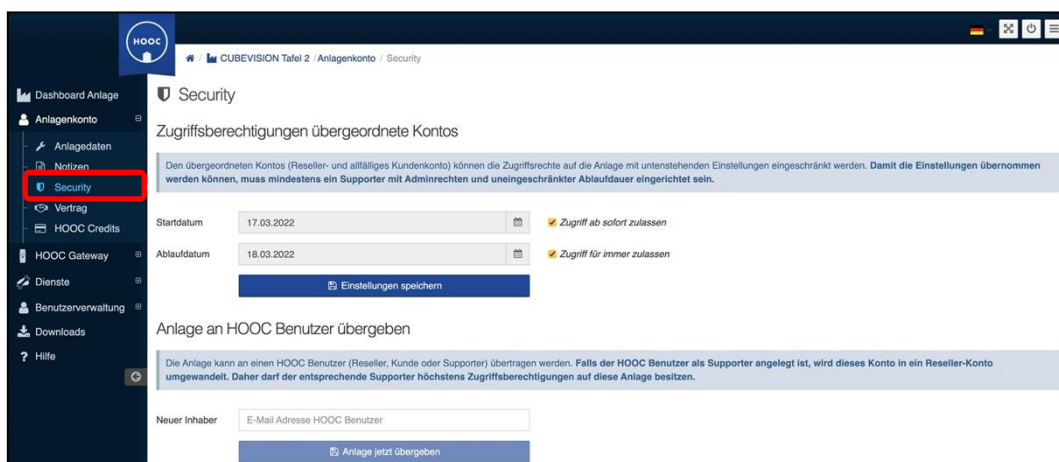 HOOC
CUBEVISION Tafel 2 / Anlagenkonto / Security
Dashboard Anlage
Anlagenkonto
Anlagedaten
Notizen
Security
Vertrag
HOOC Credits
HOOC Gateway
Dienste
Benutzerverwaltung
Downloads
? Hilfe
Security
Zugriffsberechtigungen übergeordnete Kontos
Den übergeordneten Kontos (Reseller- und allfälliges Kundenkonto) können die Zugriffsrechte auf die Anlage mit untenstehenden Einstellungen eingeschränkt werden. Damit die Einstellungen übernommen
werden können, muss mindestens ein Supporter mit Adminrechten und uneingeschränkter Ablaufdauer eingerichtet sein.
Startdatum 17.03.2022 Zugriff ab sofort zulassen
Ablaufdatum 18.03.2022 Zugriff für immer zulassen
Einstellungen speichern
Anlage an HOOC Benutzer übergeben
Die Anlage kann an einen HOOC Benutzer (Reseller, Kunde oder Supporter) übertragen werden. Falls der HOOC Benutzer als Supporter angelegt ist, wird dieses Konto in ein Reseller-Konto
umgewandelt. Daher darf der entsprechende Supporter höchstens Zugriffsberechtigungen auf diese Anlage besitzen.
Neuer Inhaber E-Mail Adresse HOOC Benutzer
Anlage jetzt übergeben